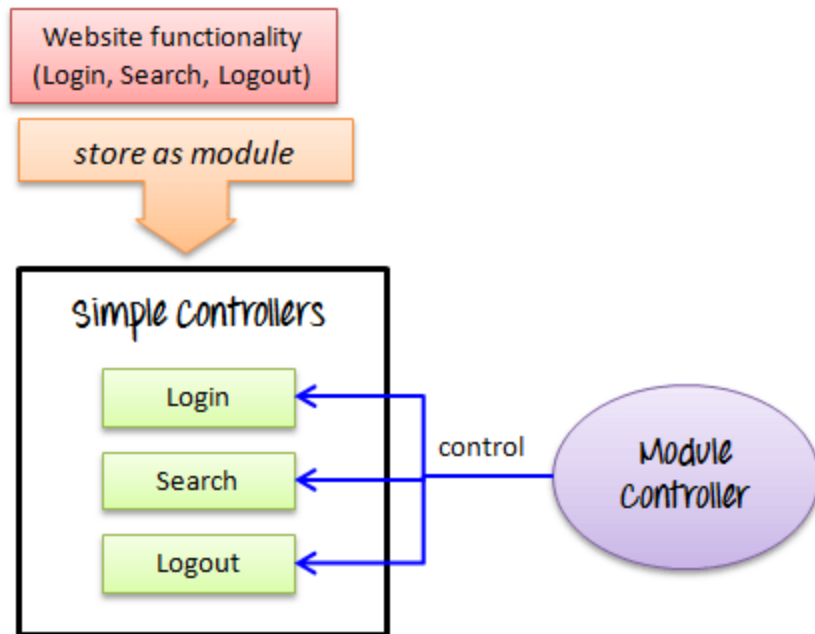 Website functionality
(Login, Search, Logout)
store as module
Simple Controllers
Login
Search
Logout
control
Module
Controller